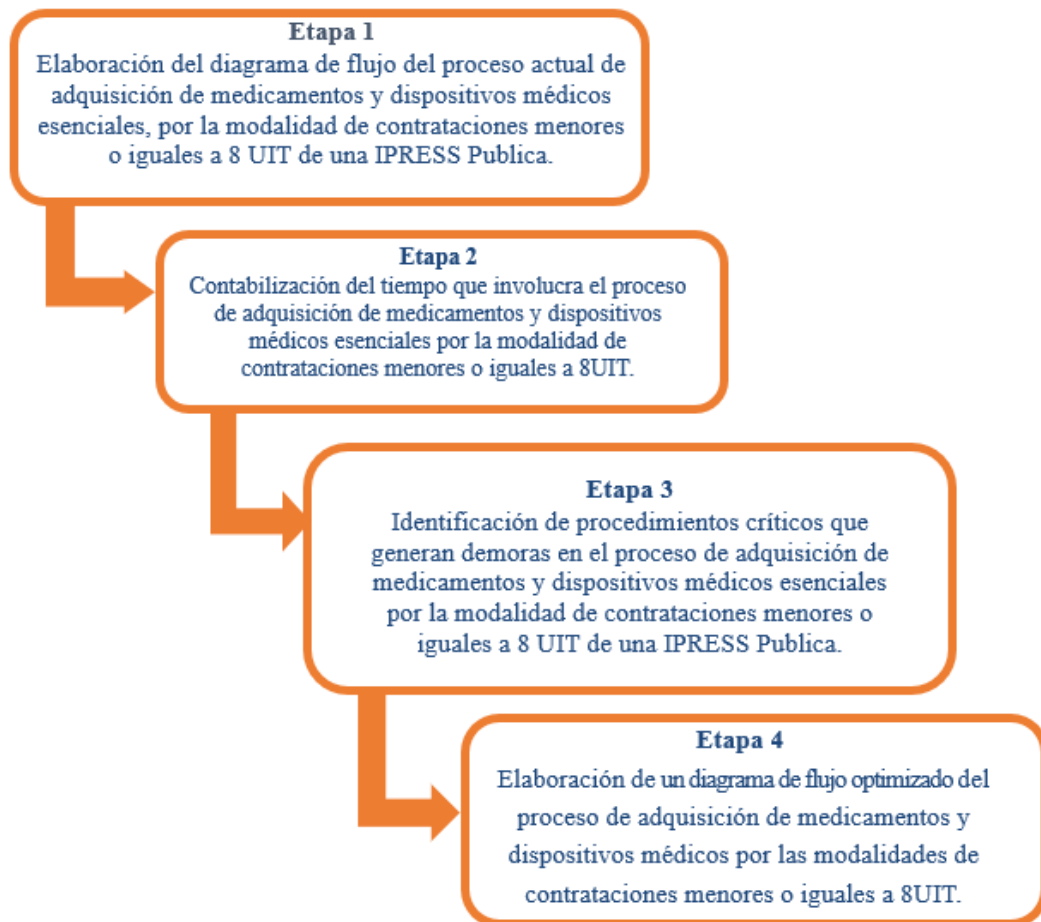 Etapa 1
Elaboración del diagrama de flujo del proceso actual de
adquisición de medicamentos y dispositivos médicos
esenciales, por la modalidad de contrataciones menores
o iguales a 8 UIT de una IPRESS Publica.
Etapa 2
Contabilización del tiempo que involucra el proceso
de adquisición de medicamentos y dispositivos
médicos esenciales por la modalidad de
contrataciones menores o iguales a 8UIT.
Etapa 3
Identificación de procedimientos críticos que
generan demoras en el proceso de adquisición de
medicamentos y dispositivos médicos esenciales
por la modalidad de contrataciones menores o
iguales a 8 UIT de una IPRESS Publica.
Etapa 4
Elaboración de un diagrama de flujo optimizado del
proceso de adquisición de medicamentos y
dispositivos médicos por las modalidades de
contrataciones menores o iguales a 8UIT.